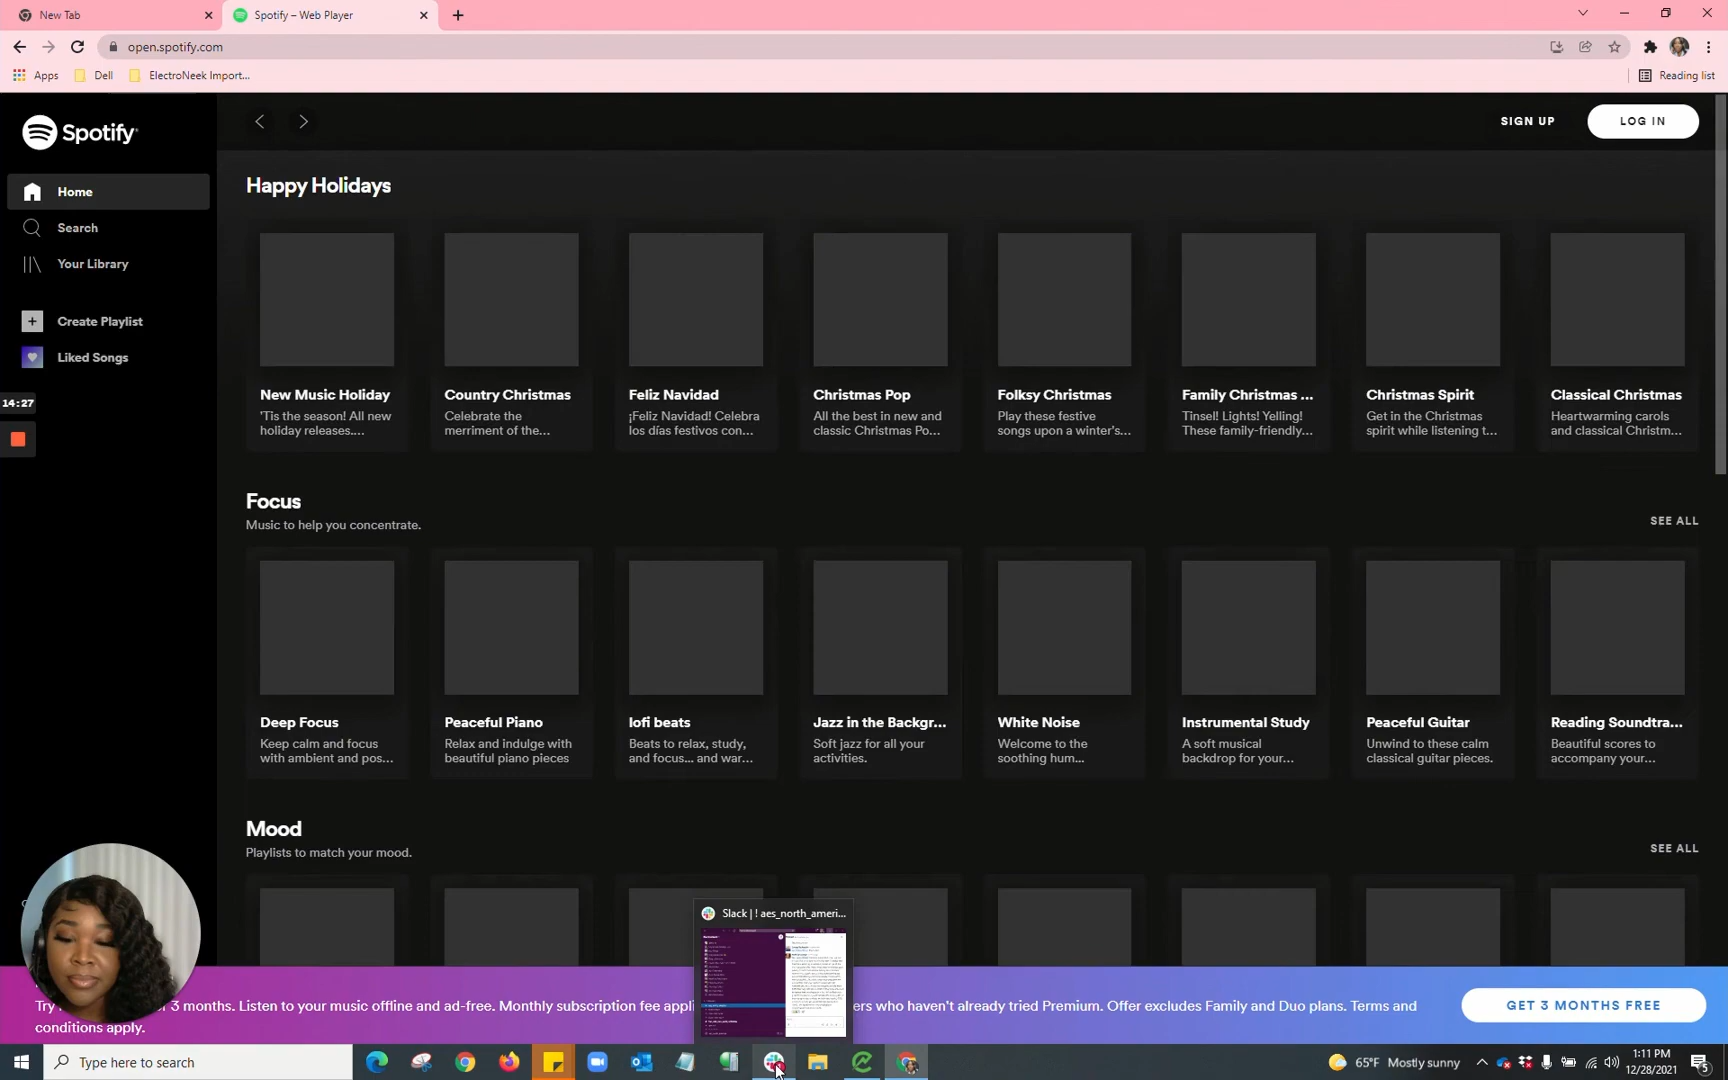 New Tab
Spotify – Web Player
open.spotify.com
Apps
Dell
ElectroNeek Import...
Reading list
Spotify
SIGN UP
LOG IN
Home
Search
Your Library
Create Playlist
Liked Songs
14:27
Happy Holidays
New Music Holiday
'Tis the season! All new
holiday releases....
Country Christmas
Celebrate the
merriment of the...
Feliz Navidad
¡Feliz Navidad! Celebra
los días festivos con...
Christmas Pop
All the best in new and
classic Christmas Po...
Folksy Christmas
Play these festive
songs upon a winter's...
Family Christmas ...
Tinsel! Lights! Yelling!
These family-friendly...
Christmas Spirit
Get in the Christmas
spirit while listening t...
Classical Christmas
Heartwarming carols
and classical Christm...
Focus
Music to help you concentrate.
SEE ALL
Deep Focus
Keep calm and focus
with ambient and pos...
Peaceful Piano
Relax and indulge with
beautiful piano pieces
lofi beats
Beats to relax, study,
and focus... and war...
Jazz in the Backgr...
Soft jazz for all your
activities.
White Noise
Welcome to the
soothing hum...
Instrumental Study
A soft musical
backdrop for your...
Peaceful Guitar
Unwind to these calm
classical guitar pieces.
Reading Soundtra...
Beautiful scores to
accompany your...
Mood
Playlists to match your mood.
SEE ALL
Slack | ! aes_north_ameri...
3 months. Listen to your music offline and ad-free. Monthly subscription fee appl
ers who haven't already tried Premium. Offer excludes Family and Duo plans. Terms and
conditions apply.
GET 3 MONTHS FREE
Type here to search
65°F Mostly sunny
1:11 PM
12/28/2021
5